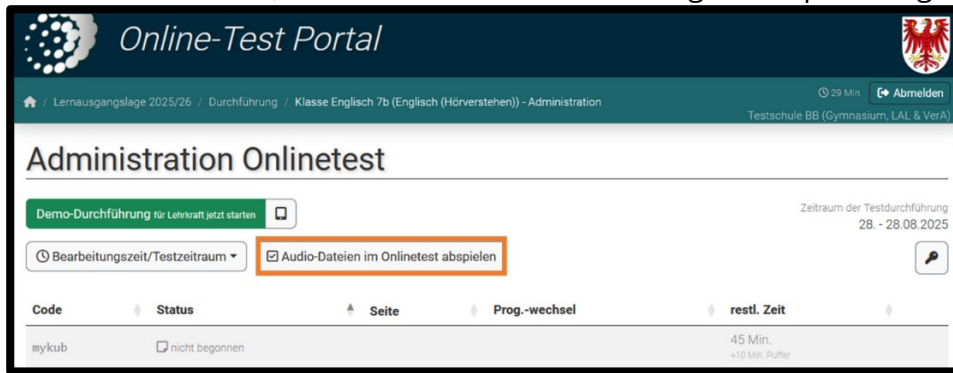 Online-Test Portal
/ Lernausgangslage 2025/26 / Durchführung / Klasse Englisch 7b (Englisch (Hörverstehen)) - Administration
29 Min
Abmelden
Testschule BB (Gymnasium, LAL & VerA)
Administration Onlinetest
Demo-Durchführung für Lehrkraft jetzt starten
Zeitraum der Testdurchführung
28. - 28.08.2025
Bearbeitungszeit/Testzeitraum
Audio-Dateien im Onlinetest abspielen
Code Status Seite Prog.-wechsel restl. Zeit
mykub nicht begonnen 45 Min.
+10 Min. Puffer